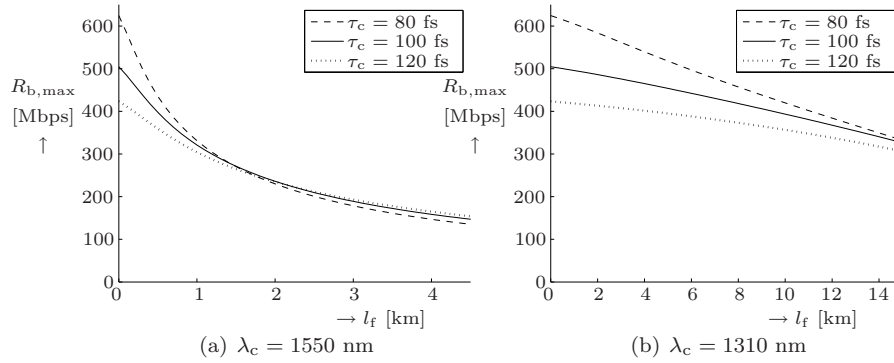 τc = 80 fs
τc = 100 fs
τc = 120 fs
Rb,max
[Mbps]
↑
600
500
400
300
200
100
0
0 1 2 3 4
→ lf [km]
(a) λc = 1550 nm
τc = 80 fs
τc = 100 fs
τc = 120 fs
Rb,max
[Mbps]
↑
600
500
400
300
200
100
0
0 2 4 6 8 10 12 14
→ lf [km]
(b) λc = 1310 nm